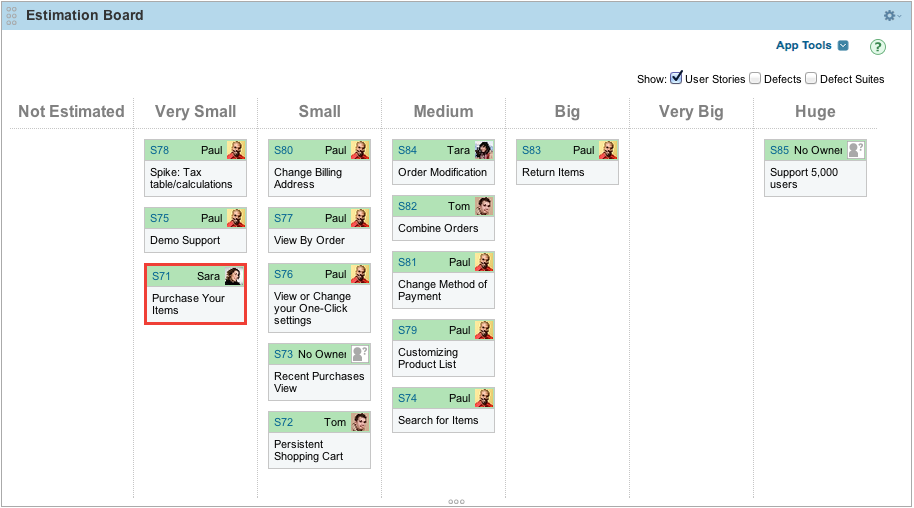 Estimation Board
App Tools
?
Show: User Stories Defects Defect Suites
Not Estimated Very Small Small Medium Big Very Big Huge
S78 Paul
Spike: Tax
table/calculations
S75 Paul
Demo Support
S71 Sara
Purchase Your
Items
S80 Paul
Change Billing
Address
S77 Paul
View By Order
S76 Paul
View or Change
your One-Click
settings
S73 No Owner
?
Recent Purchases
View
S72 Tom
Persistent
Shopping Cart
S84 Tara
Order Modification
S82 Tom
Combine Orders
S81 Paul
Change Method of
Payment
S79 Paul
Customizing
Product List
S74 Paul
Search for Items
S83 Paul
Return Items
S85 No Owner
?
Support 5,000
users